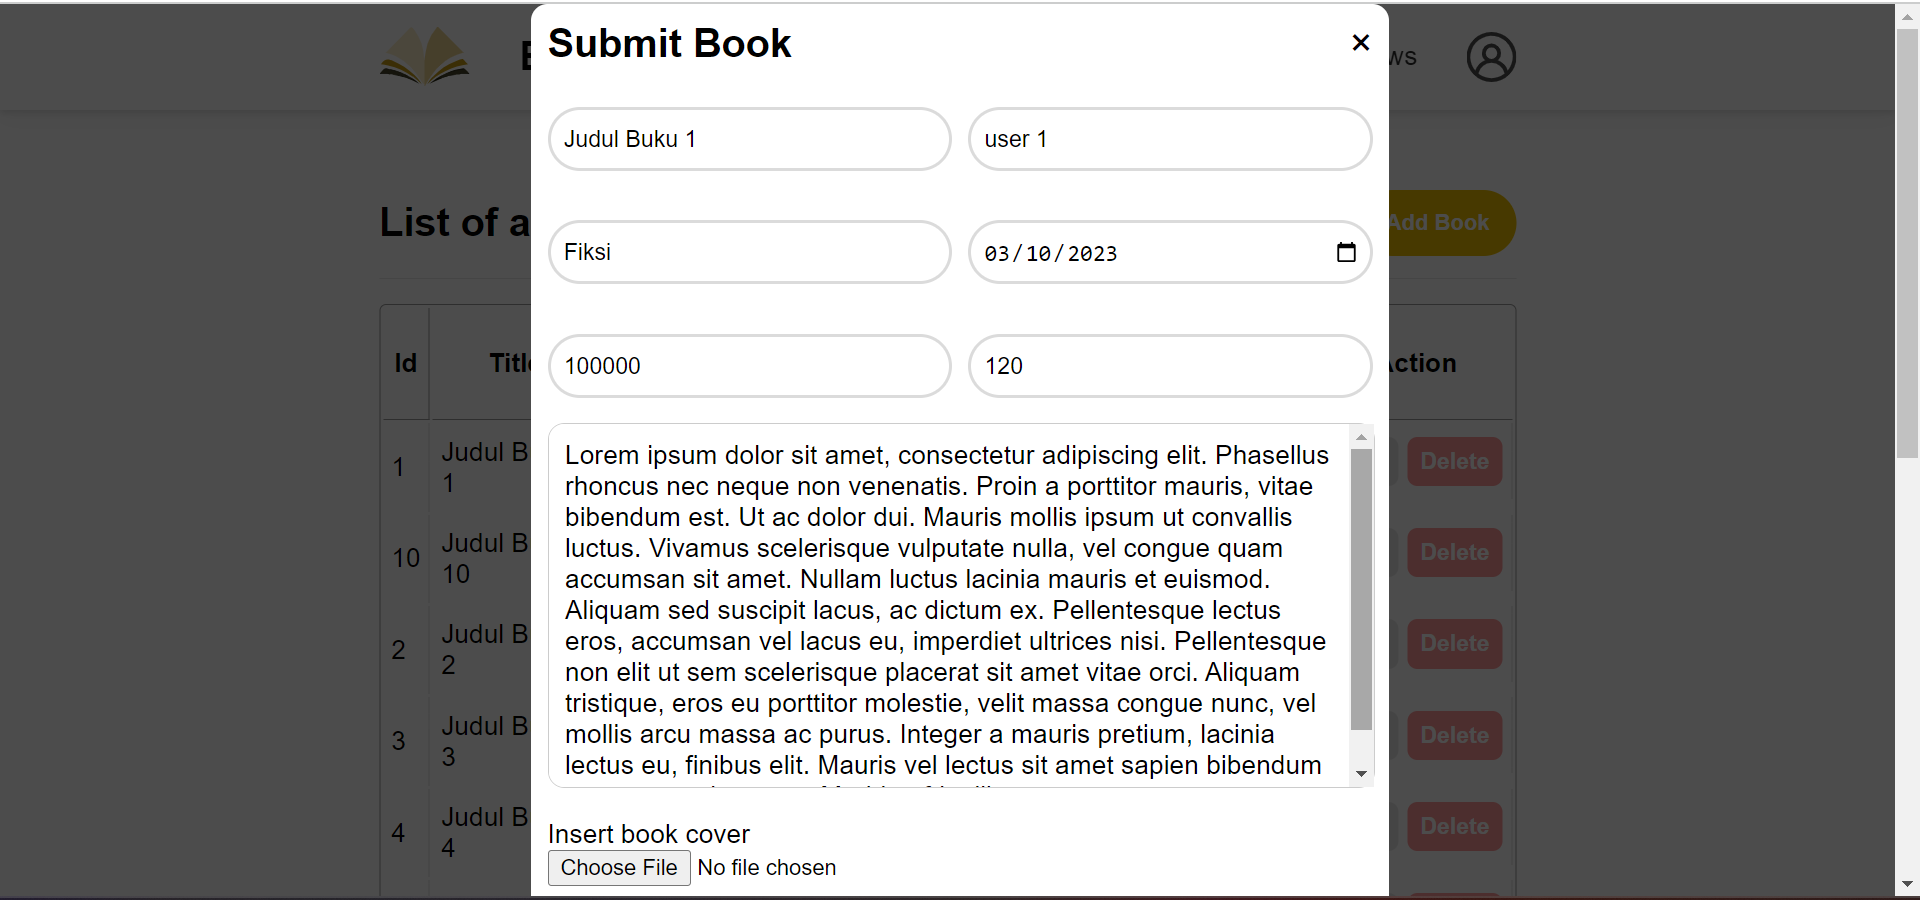 Submit Book
ws
Judul Buku 1
user 1
List of a
Add Book
Fiksi
03/10/2023
Id
Title
100000
120
Action
Lorem ipsum dolor sit amet, consectetur adipiscing elit. Phasellus
rhoncus nec neque non venenatis. Proin a porttitor mauris, vitae
bibendum est. Ut ac dolor dui. Mauris mollis ipsum ut convallis
luctus. Vivamus scelerisque vulputate nulla, vel congue quam
accumsan sit amet. Nullam luctus lacinia mauris et euismod.
Aliquam sed suscipit lacus, ac dictum ex. Pellentesque lectus
eros, accumsan vel lacus eu, imperdiet ultrices nisi. Pellentesque
non elit ut sem scelerisque placerat sit amet vitae orci. Aliquam
tristique, eros eu porttitor molestie, velit massa congue nunc, vel
mollis arcu massa ac purus. Integer a mauris pretium, lacinia
lectus eu, finibus elit. Mauris vel lectus sit amet sapien bibendum
1
Judul B
1
Delete
10
Judul B
10
Delete
2
Judul B
2
Delete
3
Judul B
3
Delete
4
Judul B
4
Delete
Insert book cover
Choose File No file chosen